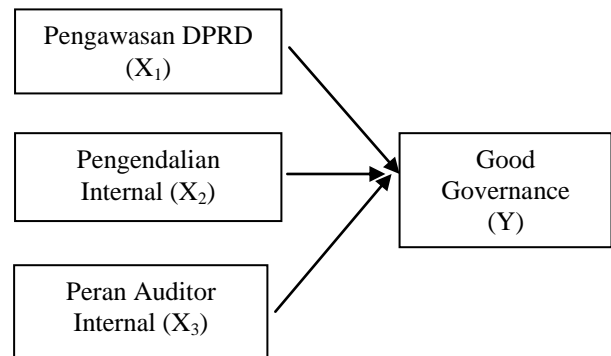 Pengawasan DPRD
(X₁)
Pengendalian
Internal (X₂)
Good
Governance
(Y)
Peran Auditor
Internal (X₃)